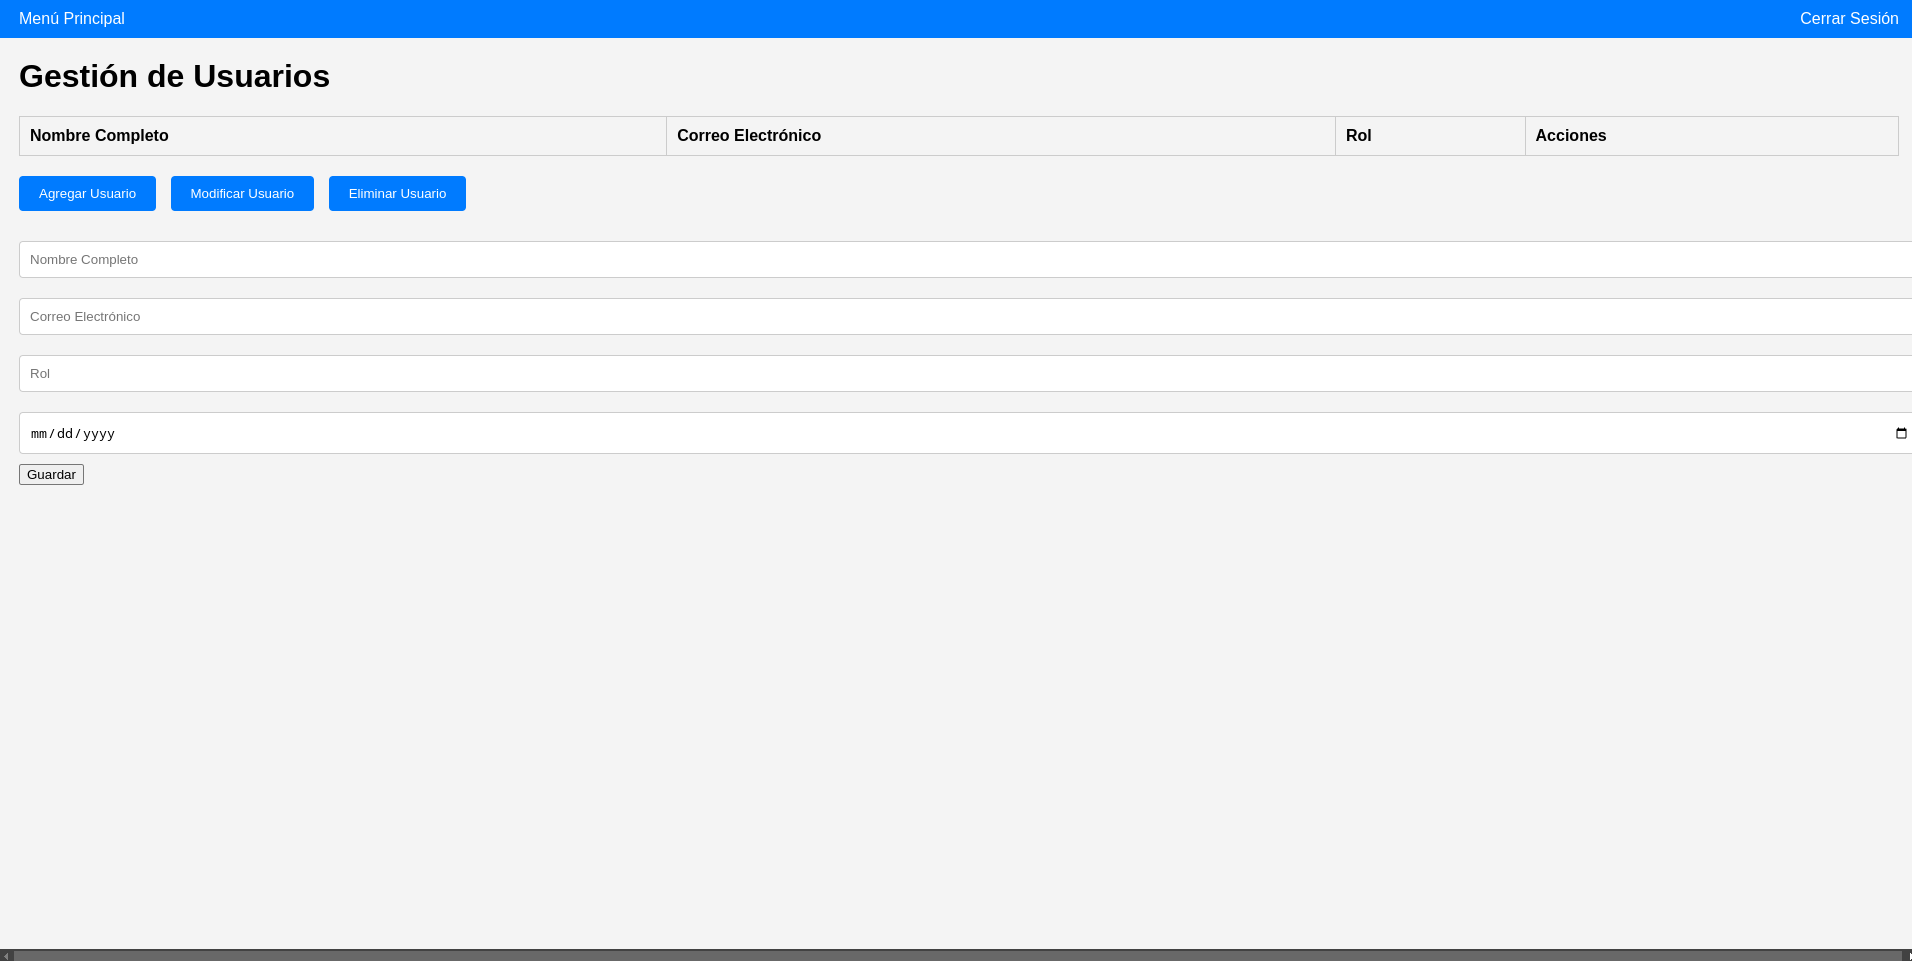 Menú Principal Cerrar Sesión
Gestión de Usuarios
Nombre Completo Correo Electrónico Rol Acciones
Agregar Usuario Modificar Usuario Eliminar Usuario
Nombre Completo
Correo Electrónico
Rol
mm/dd/yyyy
Guardar